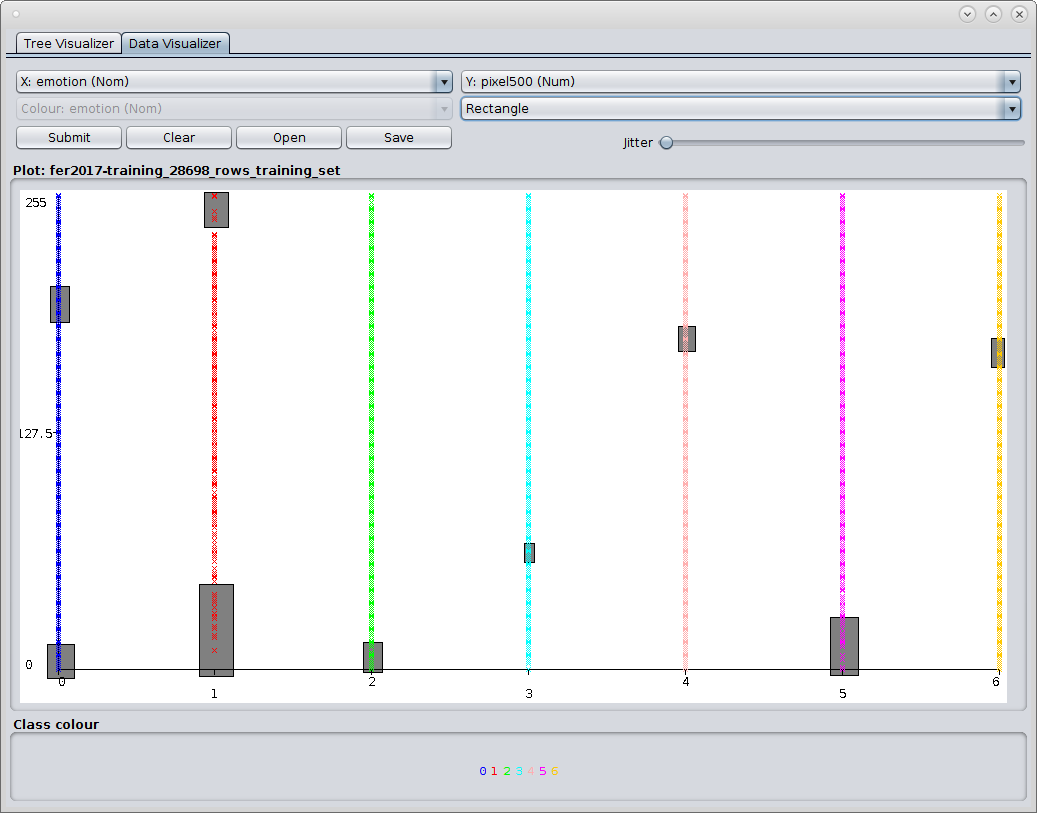 Tree Visualizer Data Visualizer
X: emotion (Nom) Y: pixel500 (Num)
Colour: emotion (Nom) Rectangle
Submit Clear Open Save Jitter
Plot: fer2017-training_28698_rows_training_set
255
127.5
0
0 2 4 6
1 3 5
Class colour
0 1 2 3 4 5 6